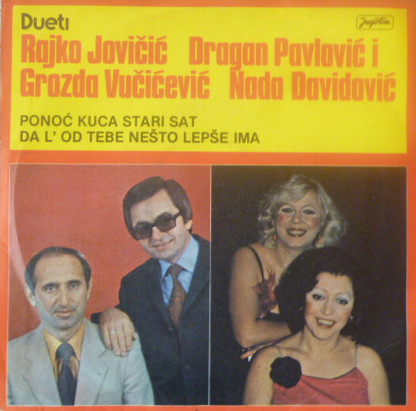 Dueti
Jugoton
Rajko Jovičić Dragan Pavlović i
Grozda Vučićević Nada Davidović
PONOĆ KUCA STARI SAT
DA L' OD TEBE NEŠTO LEPŠE IMA